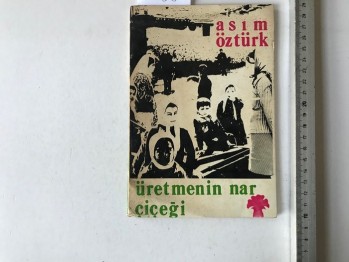 asım
öztürk
üretmenin nar
çiçeği